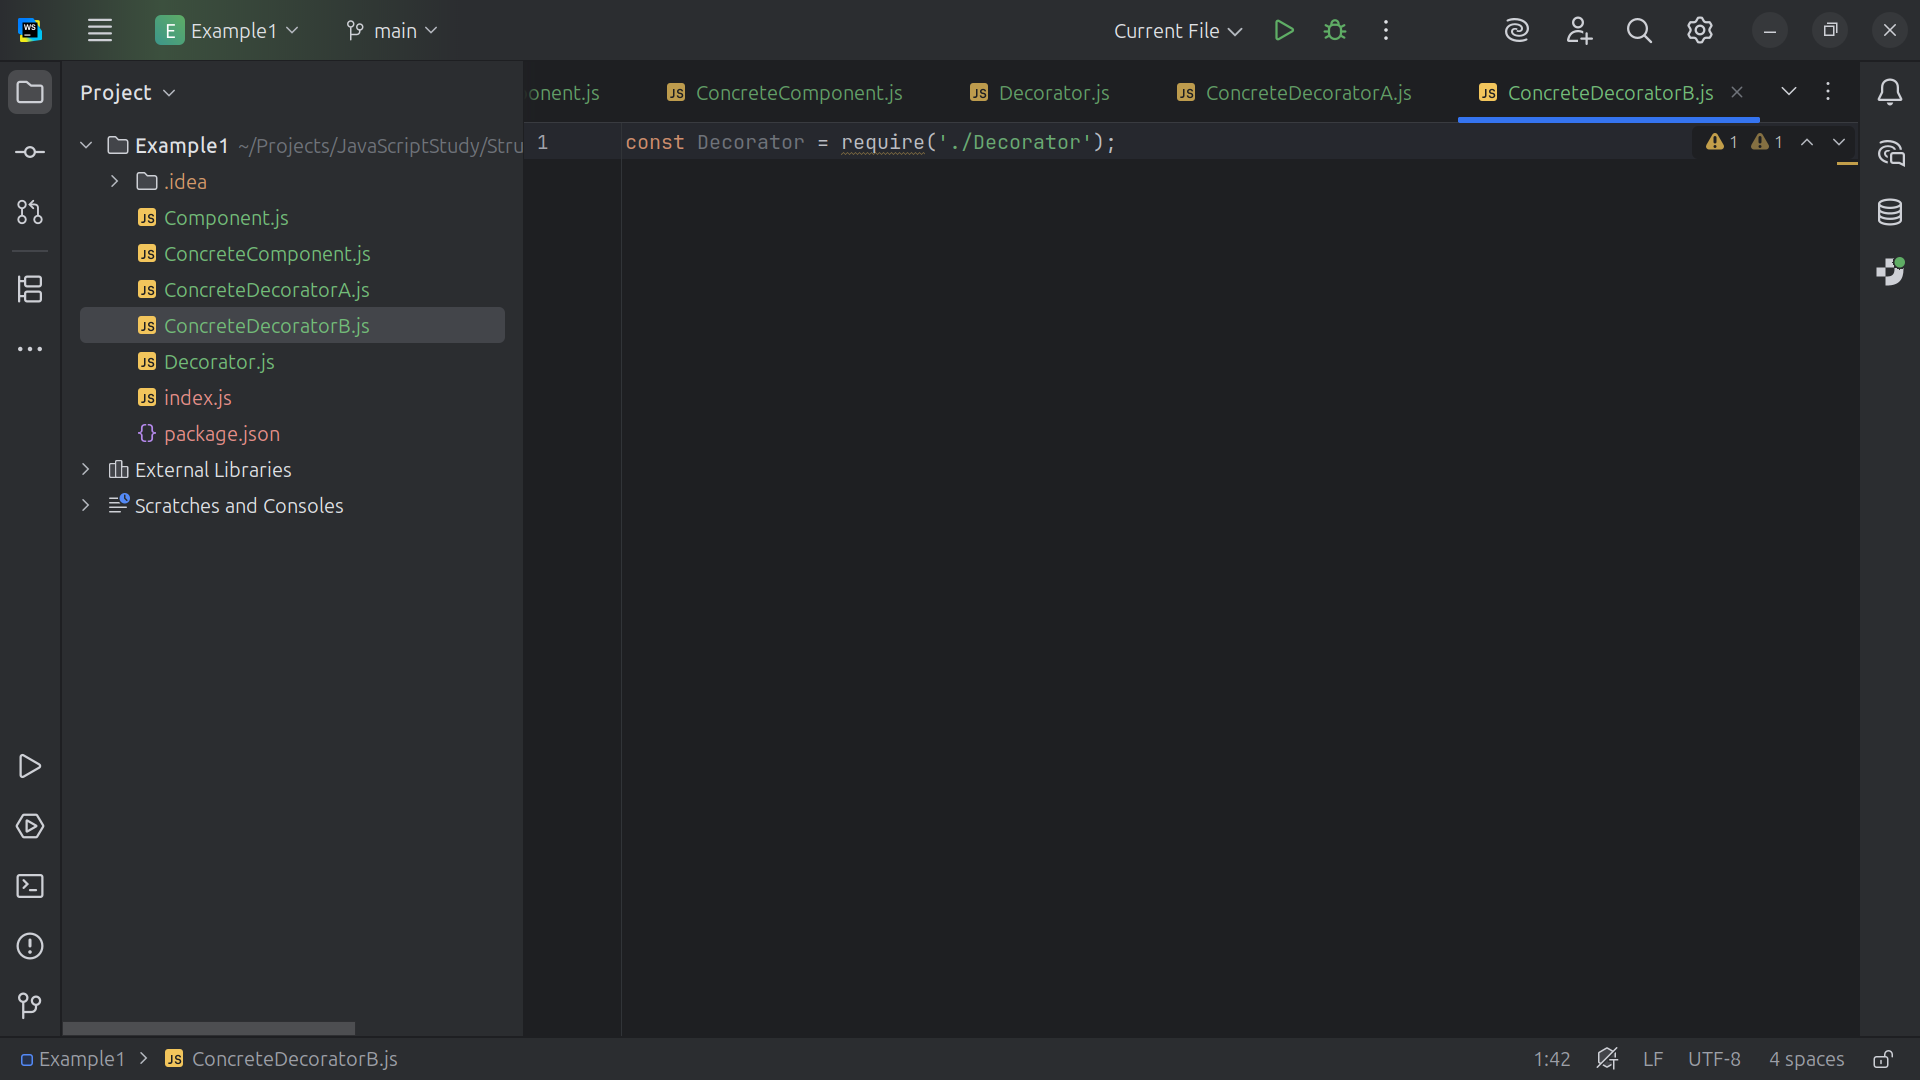 E Example1
main
Current File
Project
onent.js
ConcreteComponent.js
Decorator.js
ConcreteDecoratorA.js
ConcreteDecoratorB.js
Example1 ~/Projects/JavaScriptStudy/Stru
.idea
Component.js
ConcreteComponent.js
ConcreteDecoratorA.js
ConcreteDecoratorB.js
Decorator.js
index.js
package.json
External Libraries
Scratches and Consoles
1 const Decorator = require('./Decorator');
1 1
Example1 ConcreteDecoratorB.js
1:42 LF UTF-8 4 spaces